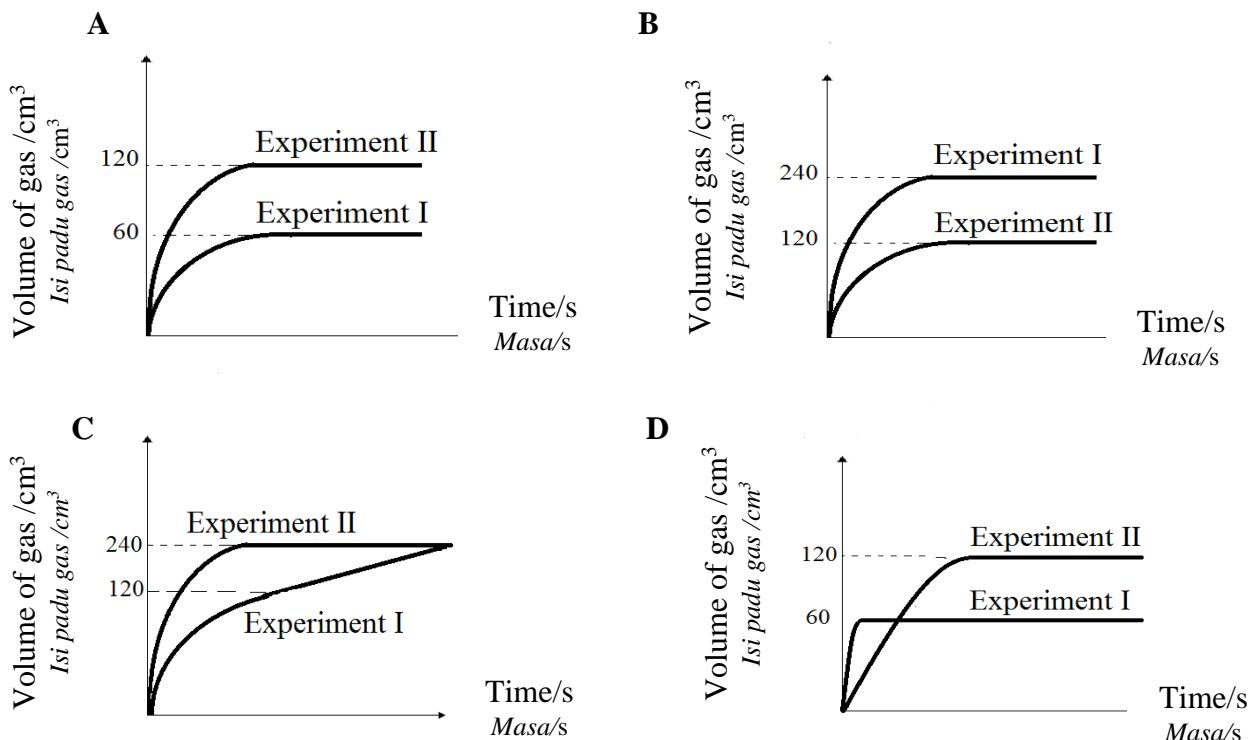 A
Volume of gas /cm³
Isi padu gas /cm³
120
60
Experiment II
Experiment I
Time/s
Masa/s
B
Volume of gas /cm³
Isi padu gas /cm³
240
120
Experiment I
Experiment II
Time/s
Masa/s
C
Volume of gas /cm³
Isi padu gas /cm³
240
120
Experiment II
Experiment I
Time/s
Masa/s
D
Volume of gas /cm³
Isi padu gas /cm³
120
60
Experiment II
Experiment I
Time/s
Masa/s